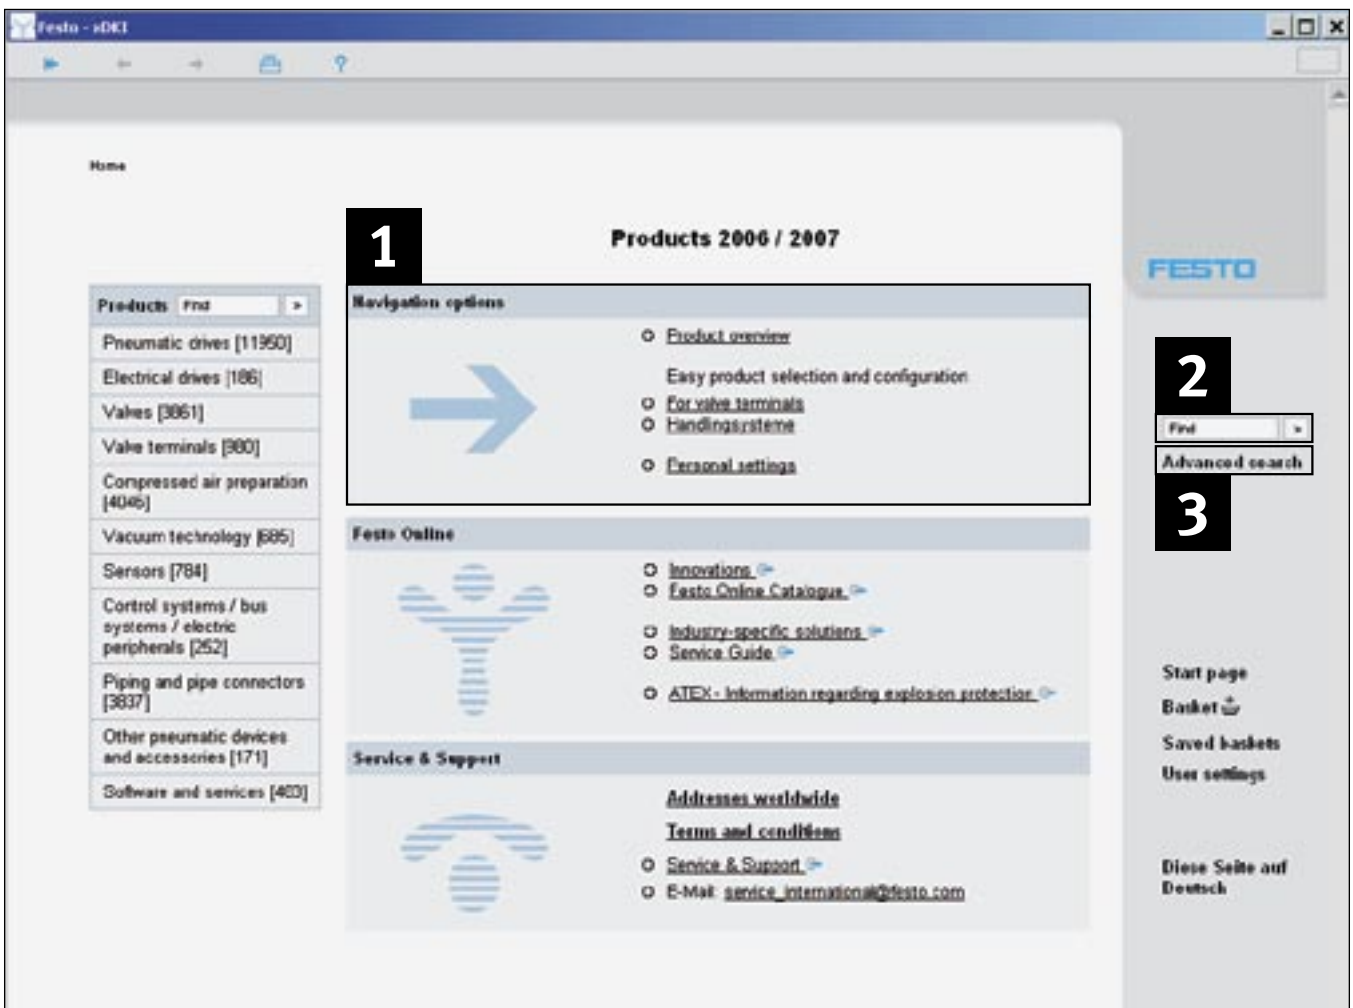 Festo - xDKI
Home
Products 2006 / 2007
FESTO
Products Find >
Pneumatic drives [11950]
Electrical drives [186]
Valves [3861]
Valve terminals [980]
Compressed air preparation
[4046]
Vacuum technology [685]
Sensors [784]
Control systems / bus
systems / electric
peripherals [252]
Piping and pipe connectors
[3837]
Other pneumatic devices
and accessories [171]
Software and services [403]
1
Navigation options
Product overview
Easy product selection and configuration
For valve terminals
Handlingsysteme
Personal settings
Festo Online
Innovations
Festo Online Catalogue
Industry-specific solutions
Service Guide
ATEX - Information regarding explosion protection
Service & Support
Addresses worldwide
Terms and conditions
Service & Support
E-Mail: service_international@festo.com
2
Find >
Advanced search
3
Start page
Basket
Saved baskets
User settings
Diese Seite auf
Deutsch